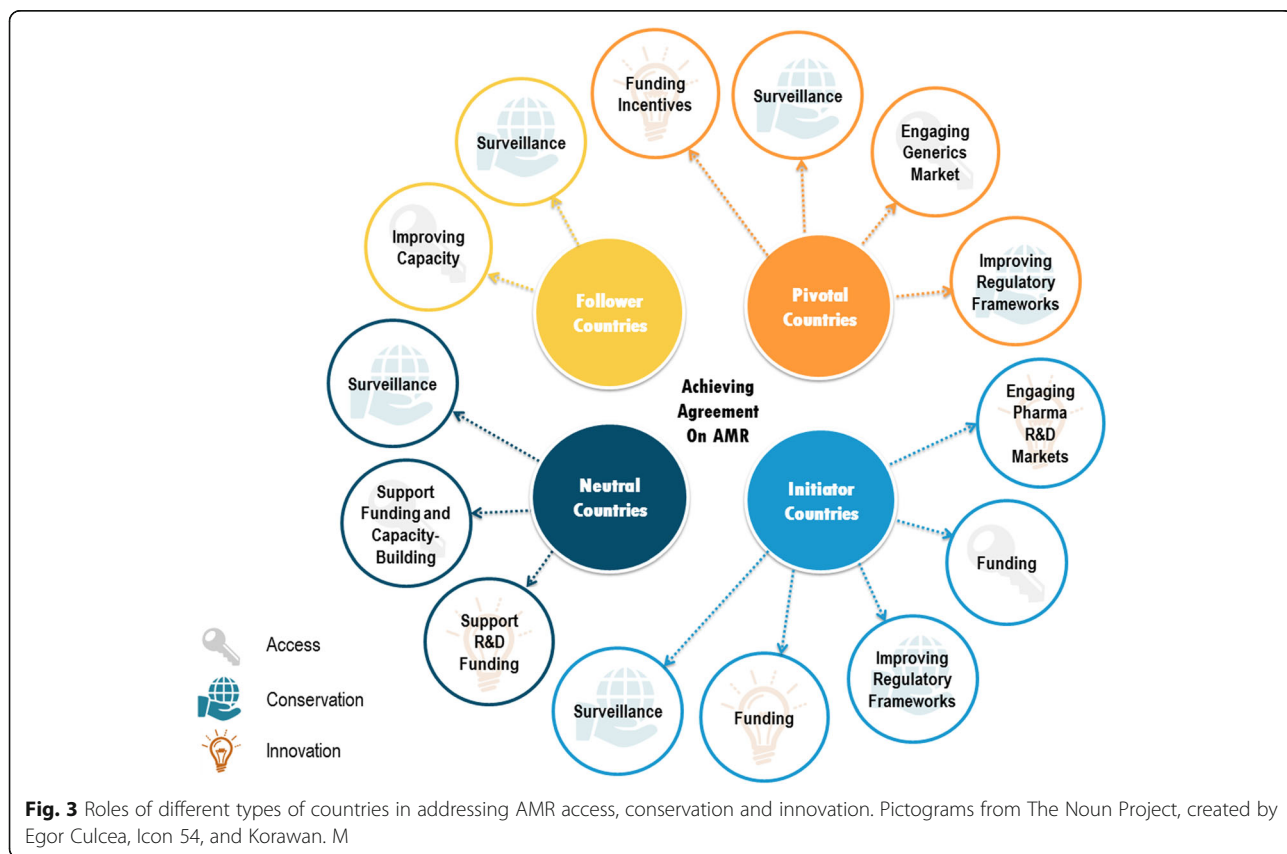 Funding
Incentives
Surveillance
Engaging
Generics
Market
Improving
Regulatory
Frameworks
Surveillance
Improving
Capacity
Follower
Countries
Pivotal
Countries
Achieving
Agreement
On AMR
Surveillance
Support
Funding and
Capacity-
Building
Support
R&D
Funding
Neutral
Countries
Initiator
Countries
Engaging
Pharma
R&D
Markets
Funding
Improving
Regulatory
Frameworks
Funding
Surveillance
Access
Conservation
Innovation
Fig. 3 Roles of different types of countries in addressing AMR access, conservation and innovation. Pictograms from The Noun Project, created by
Egor Culcea, Icon 54, and Korawan. M